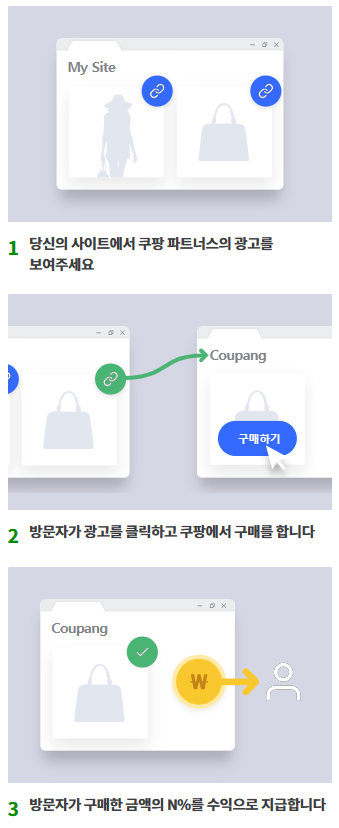 My Site
1 당신의 사이트에서 쿠팡 파트너스의 광고를
보여주세요
Coupang
구매하기
2 방문자가 광고를 클릭하고 쿠팡에서 구매를 합니다
Coupang
₩
3 방문자가 구매한 금액의 N%를 수익으로 지급합니다